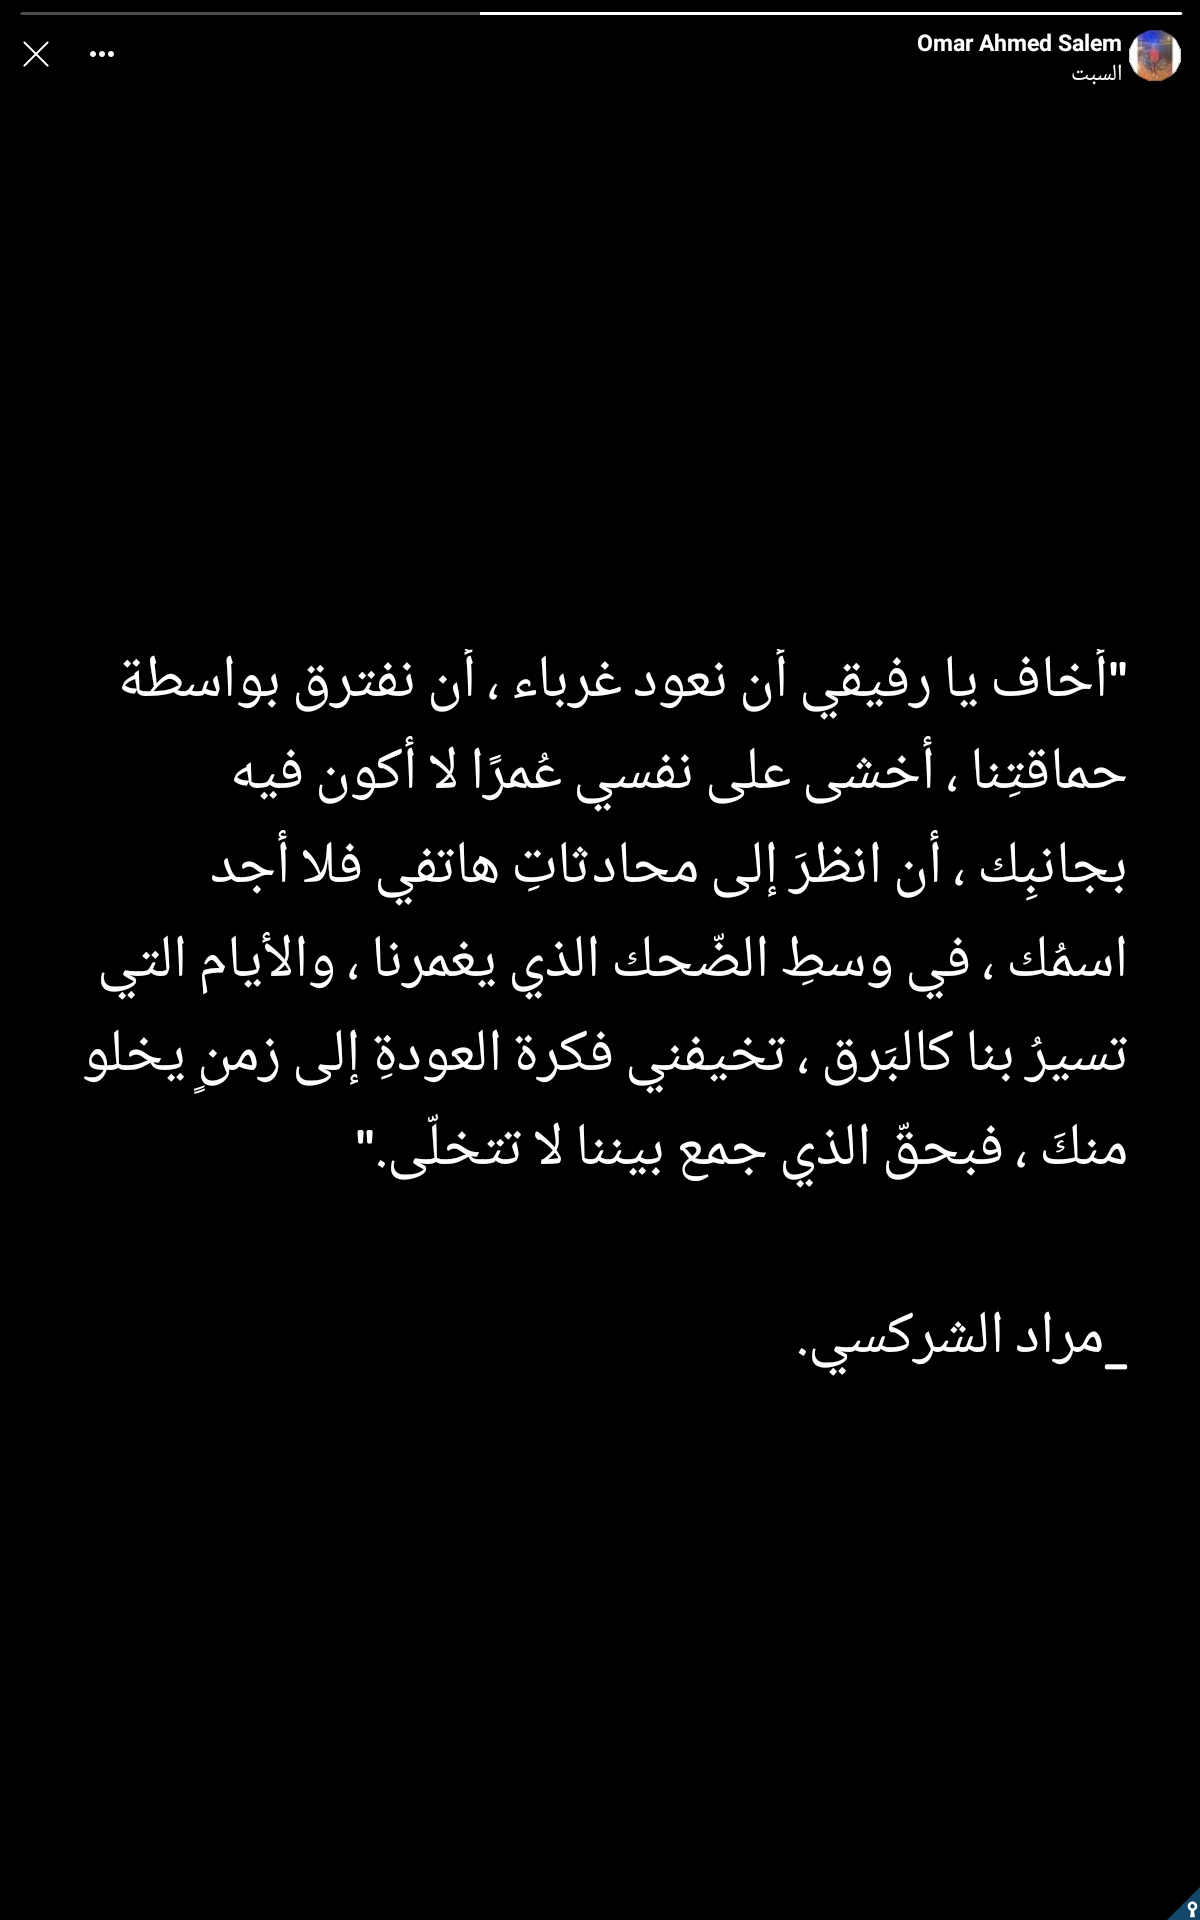 Omar Ahmed Salem
السبت
"أخاف يا رفيقي أن نعود غرباء ، أن نفترق بواسطة
حماقتِنا ، أخشى على نفسي عُمرًا لا أكون فيه
بجانبِك ، أن انظرَ إلى محادثاتِ هاتفي فلا أجد
اسمُك ، في وسطِ الضّحك الذي يغمرنا ، والأيام التي
تسيرُ بنا كالبَرق ، تخيفني فكرة العودةِ إلى زمنٍ يخلو
منكَ ، فبحقّ الذي جمع بيننا لا تتخلّى."
_مراد الشركسي.